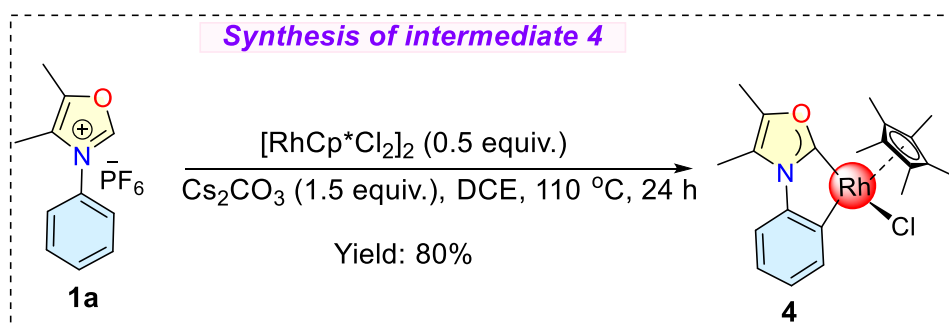 Synthesis of intermediate 4
O
N
⊕
PF6
−
1a
[RhCp*Cl2]2 (0.5 equiv.)
Cs2CO3 (1.5 equiv.), DCE, 110 oC, 24 h
Yield: 80%
O
N
Rh
Cl
4